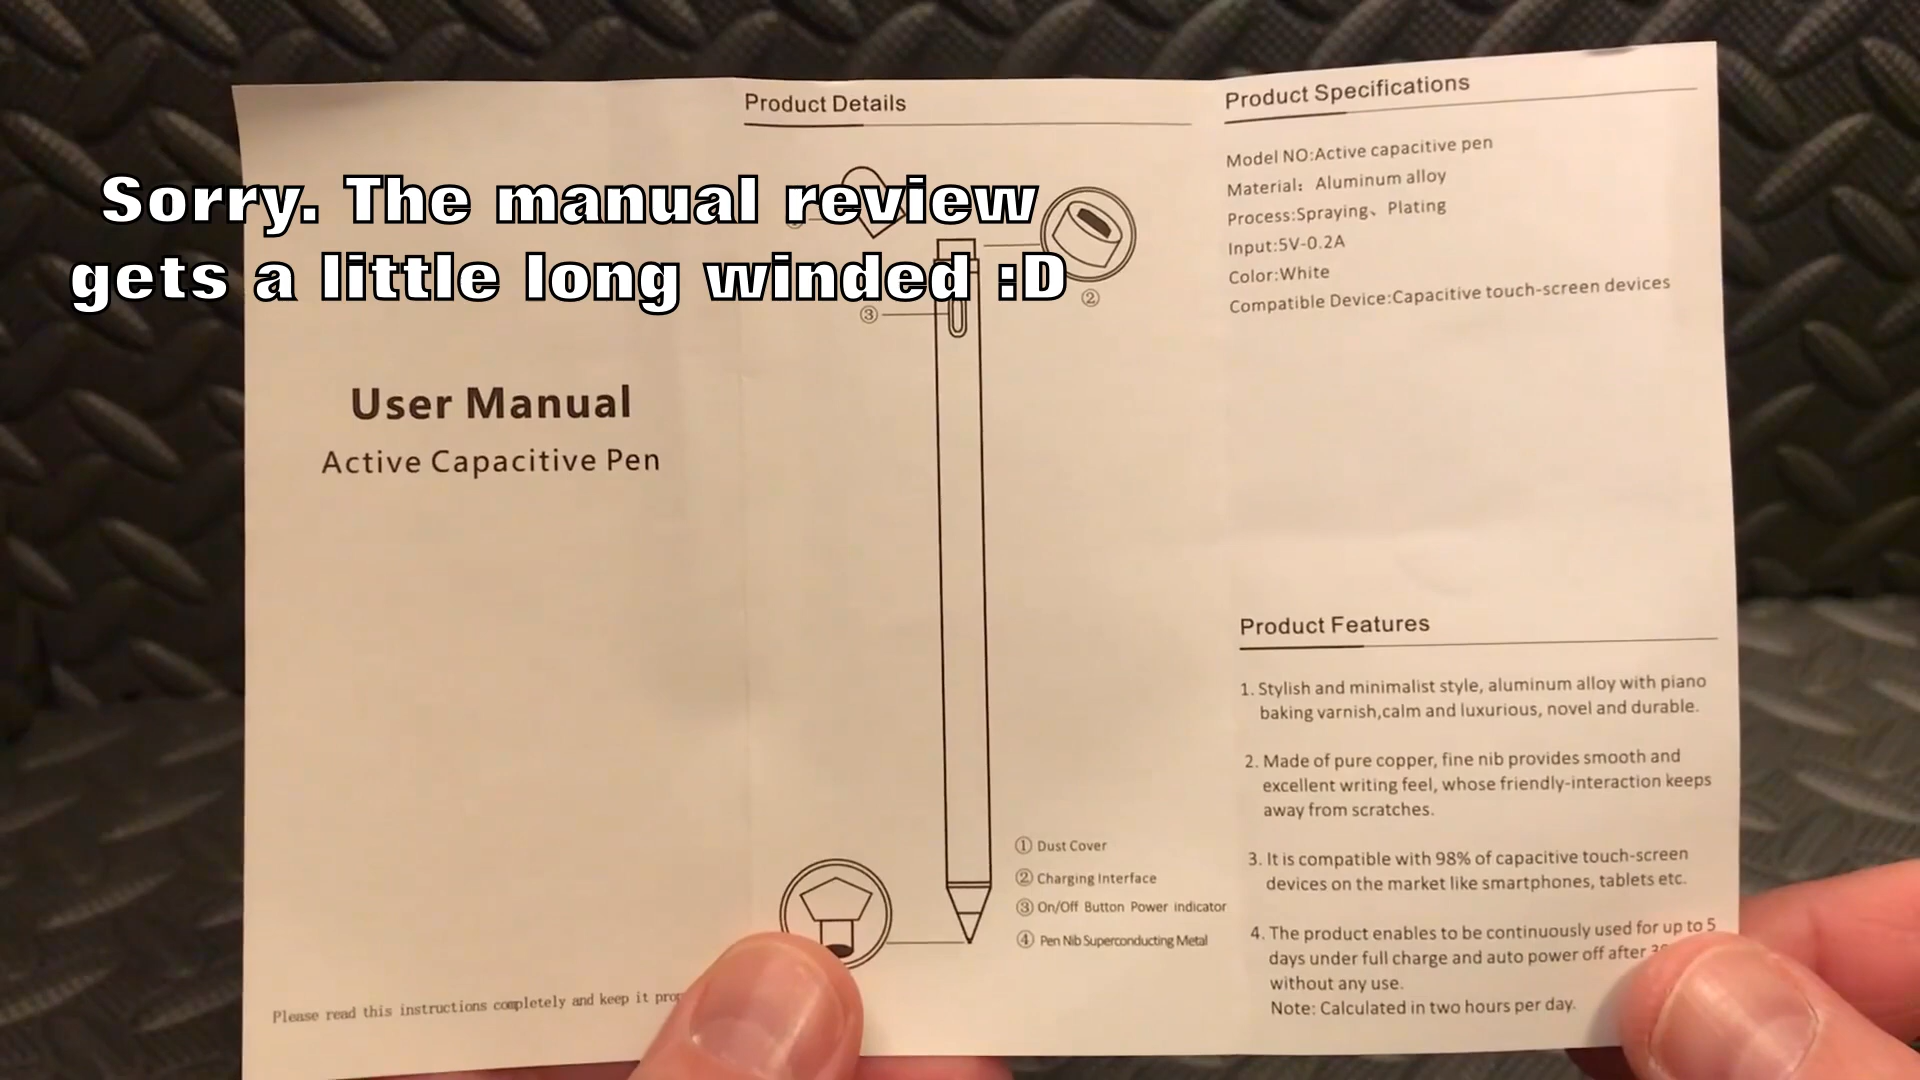 Sorry. The manual review
gets a little long winded :D
User Manual
Active Capacitive Pen
Please read this instructions completely and keep it
Product Details
②
③
① Dust Cover
② Charging Interface
③ On/Off Button Power indicator
④ Pen Nib Superconducting Metal
Product Specifications
Model NO:Active capacitive pen
Material: Aluminum alloy
Process:Spraying、Plating
Input:5V-0.2A
Color:White
Compatible Device:Capacitive touch-screen devices
Product Features
1. Stylish and minimalist style, aluminum alloy with piano
baking varnish,calm and luxurious, novel and durable.
2. Made of pure copper, fine nib provides smooth and
excellent writing feel, whose friendly-interaction keeps
away from scratches.
3. It is compatible with 98% of capacitive touch-screen
devices on the market like smartphones, tablets etc.
4. The product enables to be continuously used for up to 5
days under full charge and auto power off after
without any use.
Note: Calculated in two hours per day.